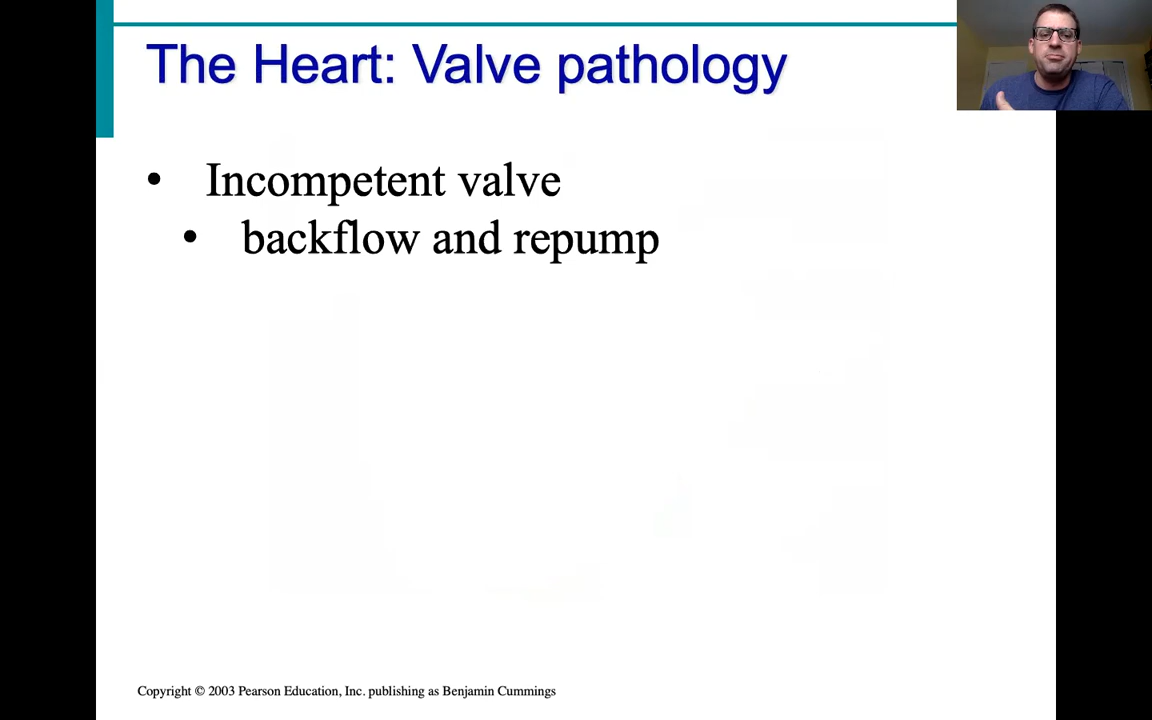 The Heart: Valve pathology
• Incompetent valve
• backflow and repump
Copyright © 2003 Pearson Education, Inc. publishing as Benjamin Cummings